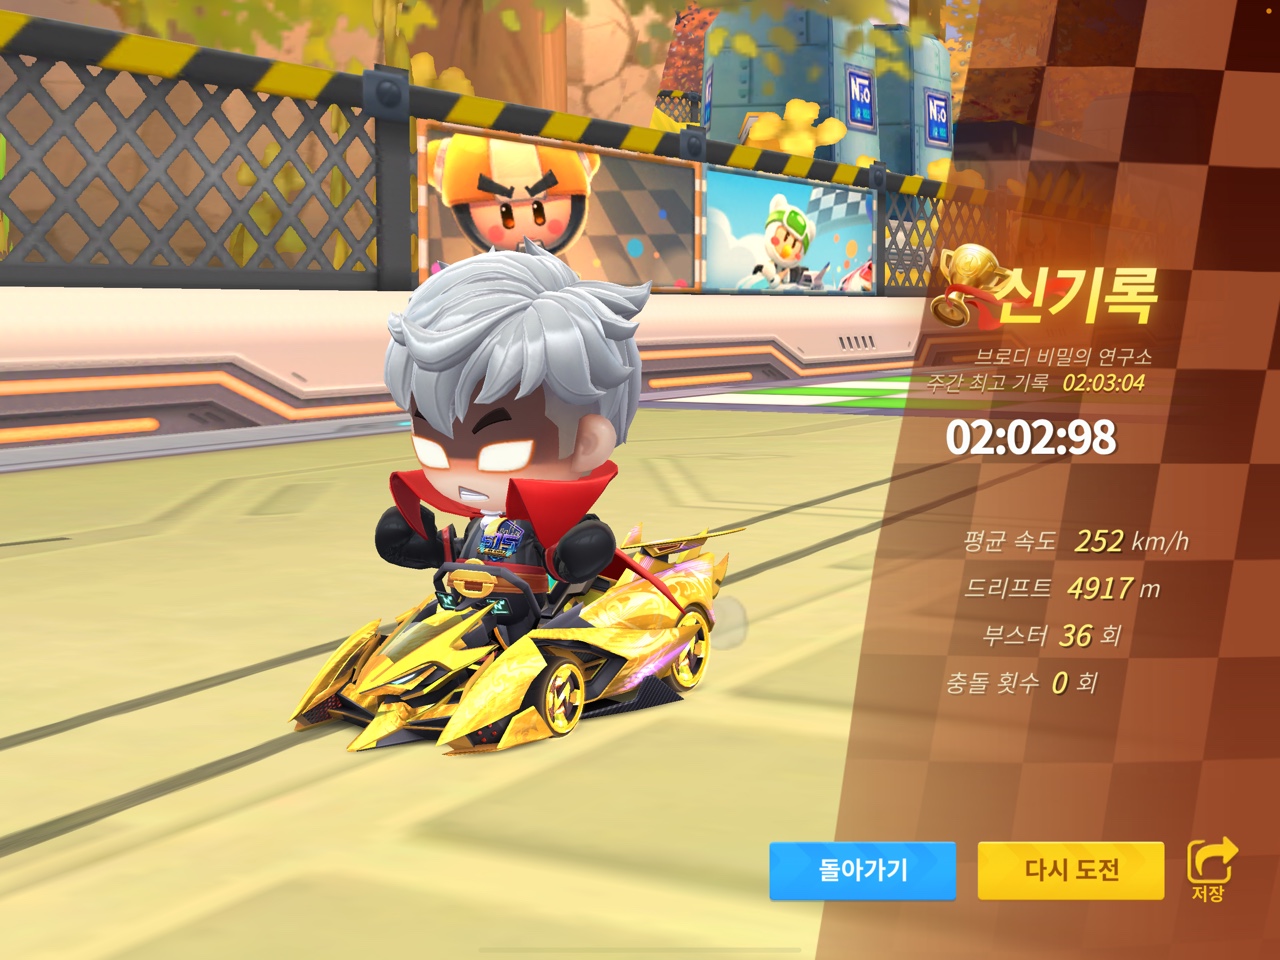 신기록
브로디 비밀의 연구소
주간 최고 기록 02:03:04
02:02:98
평균 속도 252 km/h
드리프트 4917 m
부스터 36 회
충돌 횟수 0 회
돌아가기
다시 도전
저장